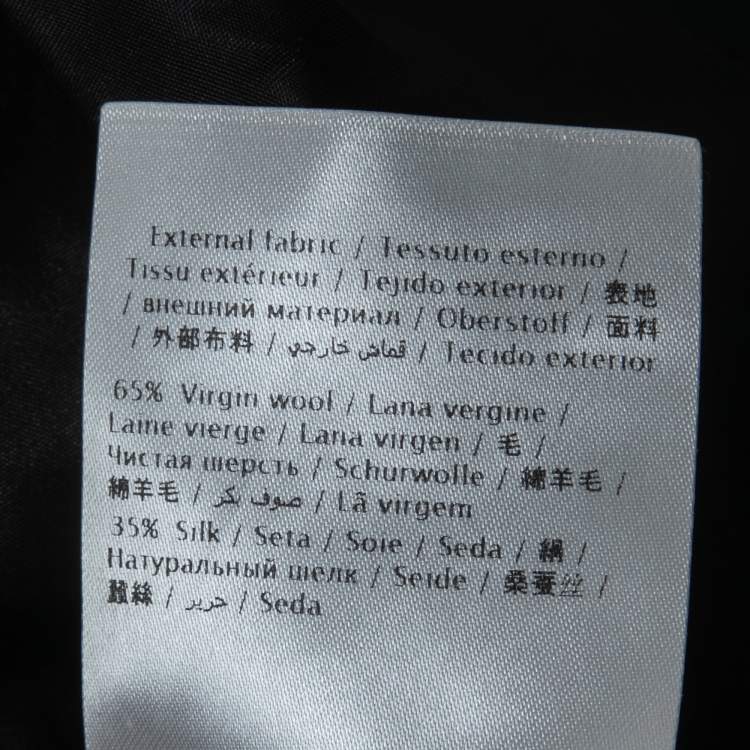 External fabric / Tessuto esterno /
Tissu extérieur / Tejido exterior / 表地
/ внешний материал / Oberstoff / 面料
/ 外部布料 / قماش خارجي / Tecido exterior
65% Virgin wool / Lana vergine /
Laine vierge / Lana virgen / 毛 /
Чистая шерсть / Schurwolle / 綿羊毛 /
綿羊毛 / صوف بكر / Lã virgem
35% Silk / Seta / Soie / Seda / 絹 /
Натуральный шелк / Seide / 桑蚕丝 /
蠶絲 / حرير / Seda